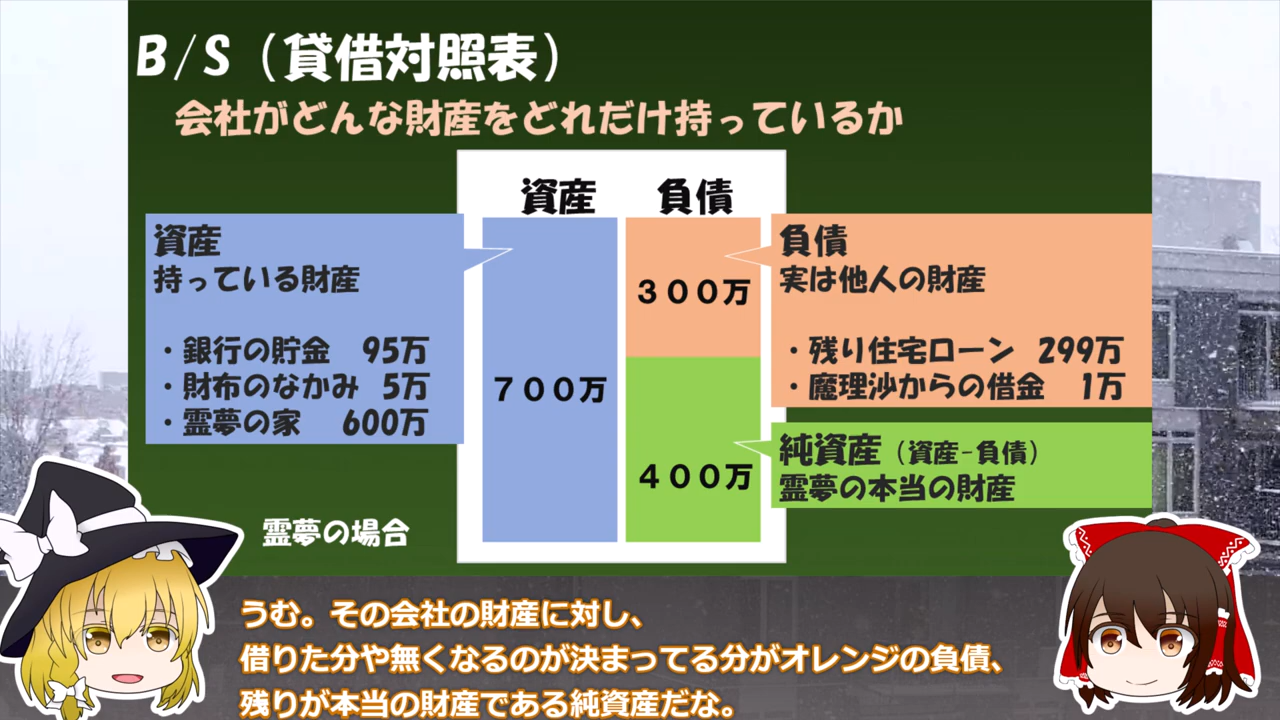 B/S（貸借対照表）
会社がどんな財産をどれだけ持っているか
資産 負債
資産
持っている財産
・銀行の貯金 95万
・財布のなかみ 5万
・霊夢の家 600万
７００万
３００万
４００万
負債
実は他人の財産
・残り住宅ローン 299万
・魔理沙からの借金 1万
純資産（資産-負債）
霊夢の本当の財産
霊夢の場合
うむ。その会社の財産に対し、
借りた分や無くなるのが決まってる分がオレンジの負債、
残りが本当の財産である純資産だな。